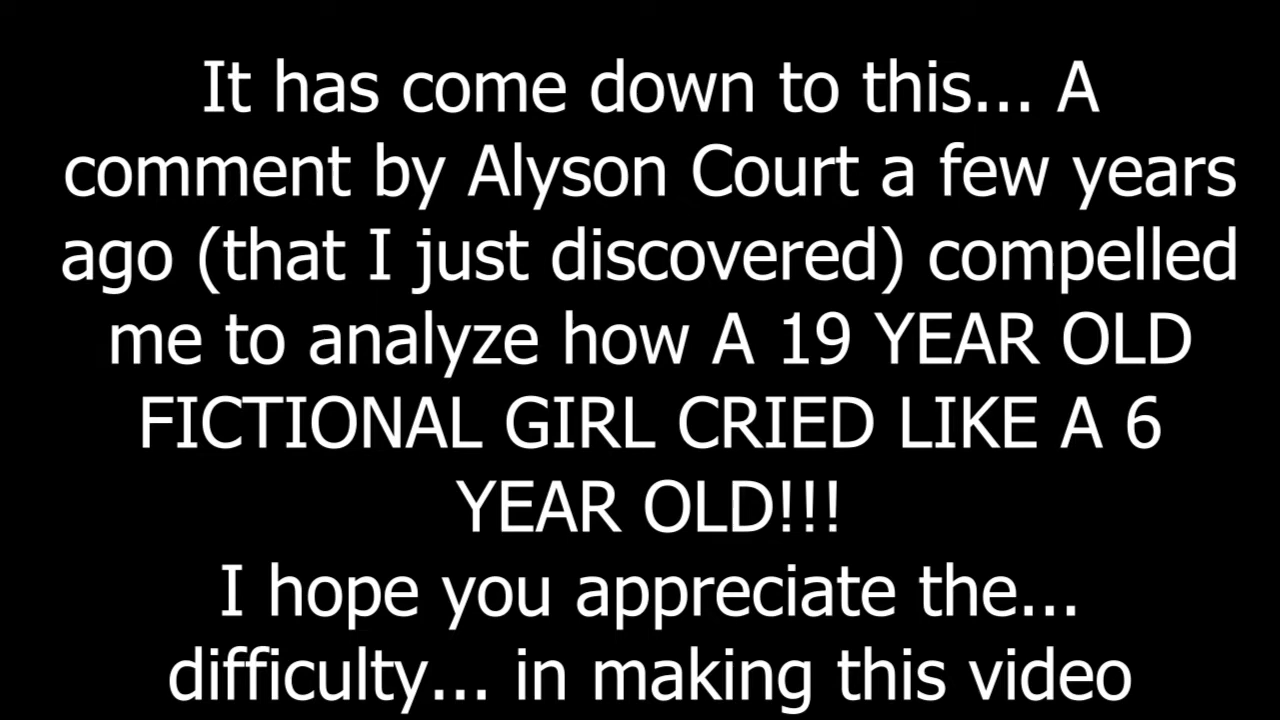 It has come down to this... A
comment by Alyson Court a few years
ago (that I just discovered) compelled
me to analyze how A 19 YEAR OLD
FICTIONAL GIRL CRIED LIKE A 6
YEAR OLD!!!
I hope you appreciate the...
difficulty... in making this video